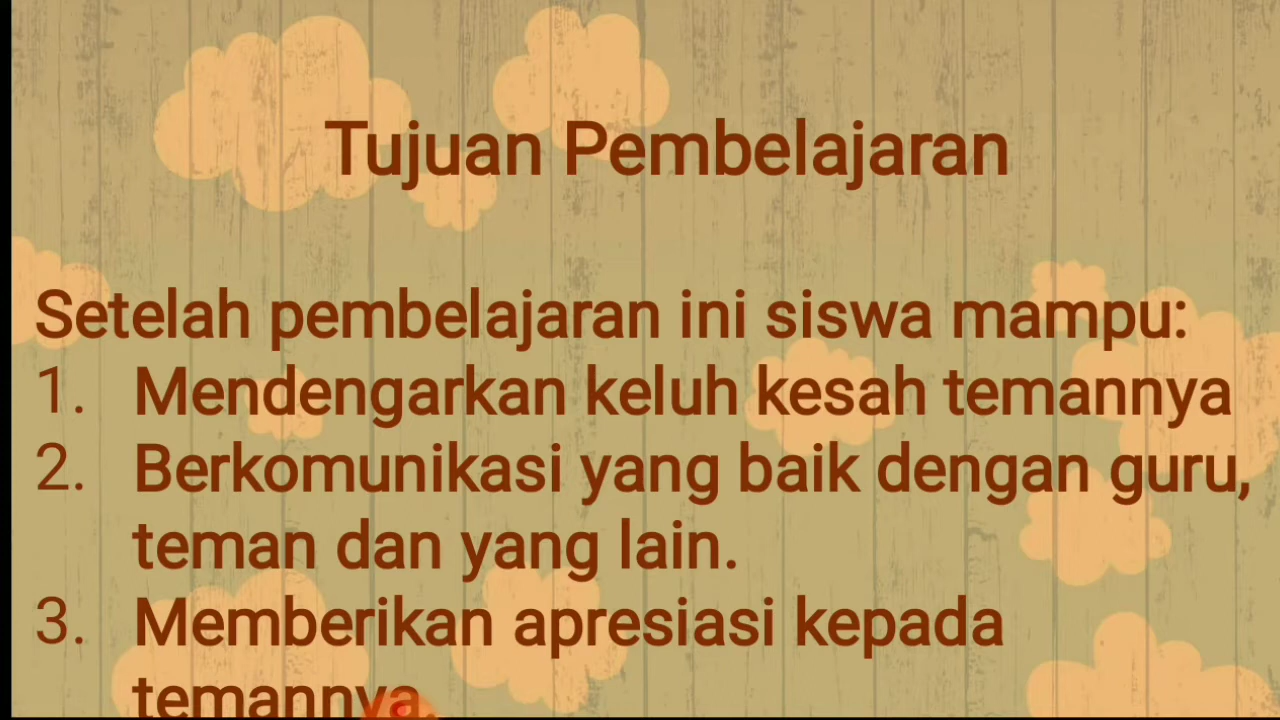 Tujuan Pembelajaran
Setelah pembelajaran ini siswa mampu:
1. Mendengarkan keluh kesah temannya
2. Berkomunikasi yang baik dengan guru,
teman dan yang lain.
3. Memberikan apresiasi kepada
temannya.